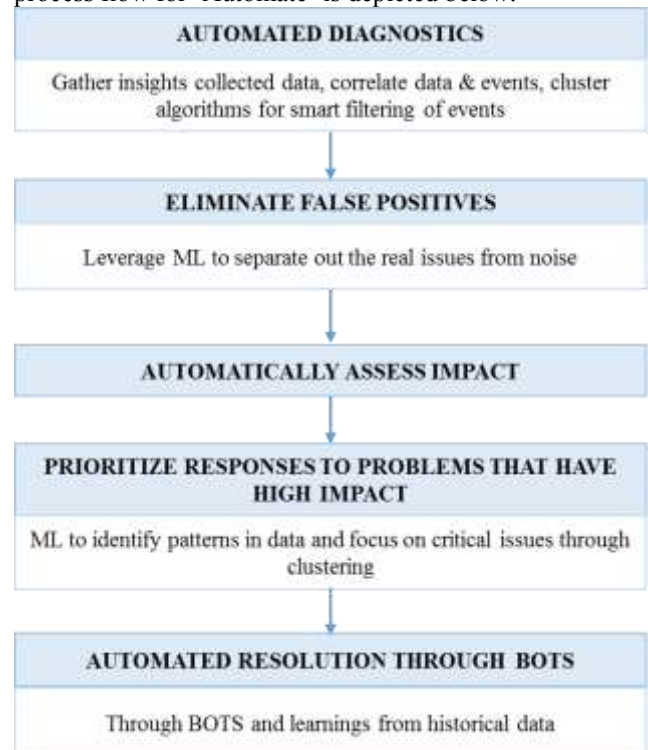 process flow for "Automate" is depicted below:
AUTOMATED DIAGNOSTICS
Gather insights collected data, correlate data & events, cluster
algorithms for smart filtering of events
ELIMINATE FALSE POSITIVES
Leverage ML to separate out the real issues from noise
AUTOMATICALLY ASSESS IMPACT
PRIORITIZE RESPONSES TO PROBLEMS THAT HAVE
HIGH IMPACT
ML to identify patterns in data and focus on critical issues through
clustering
AUTOMATED RESOLUTION THROUGH BOTS
Through BOTS and learnings from historical data